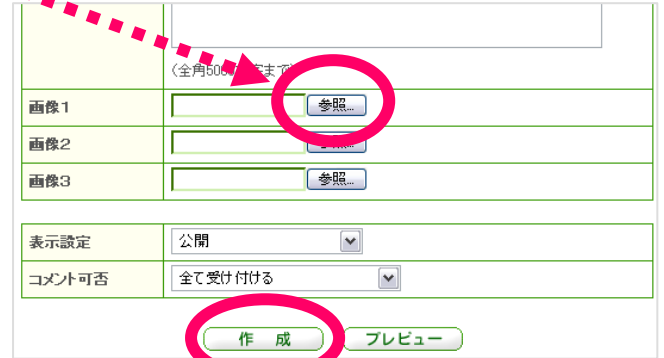 (全角50
まで
画像1
参照...
画像2
画像3
参照...
表示設定
公開
コメント可否
全て受け付ける
作 成
プレビュー